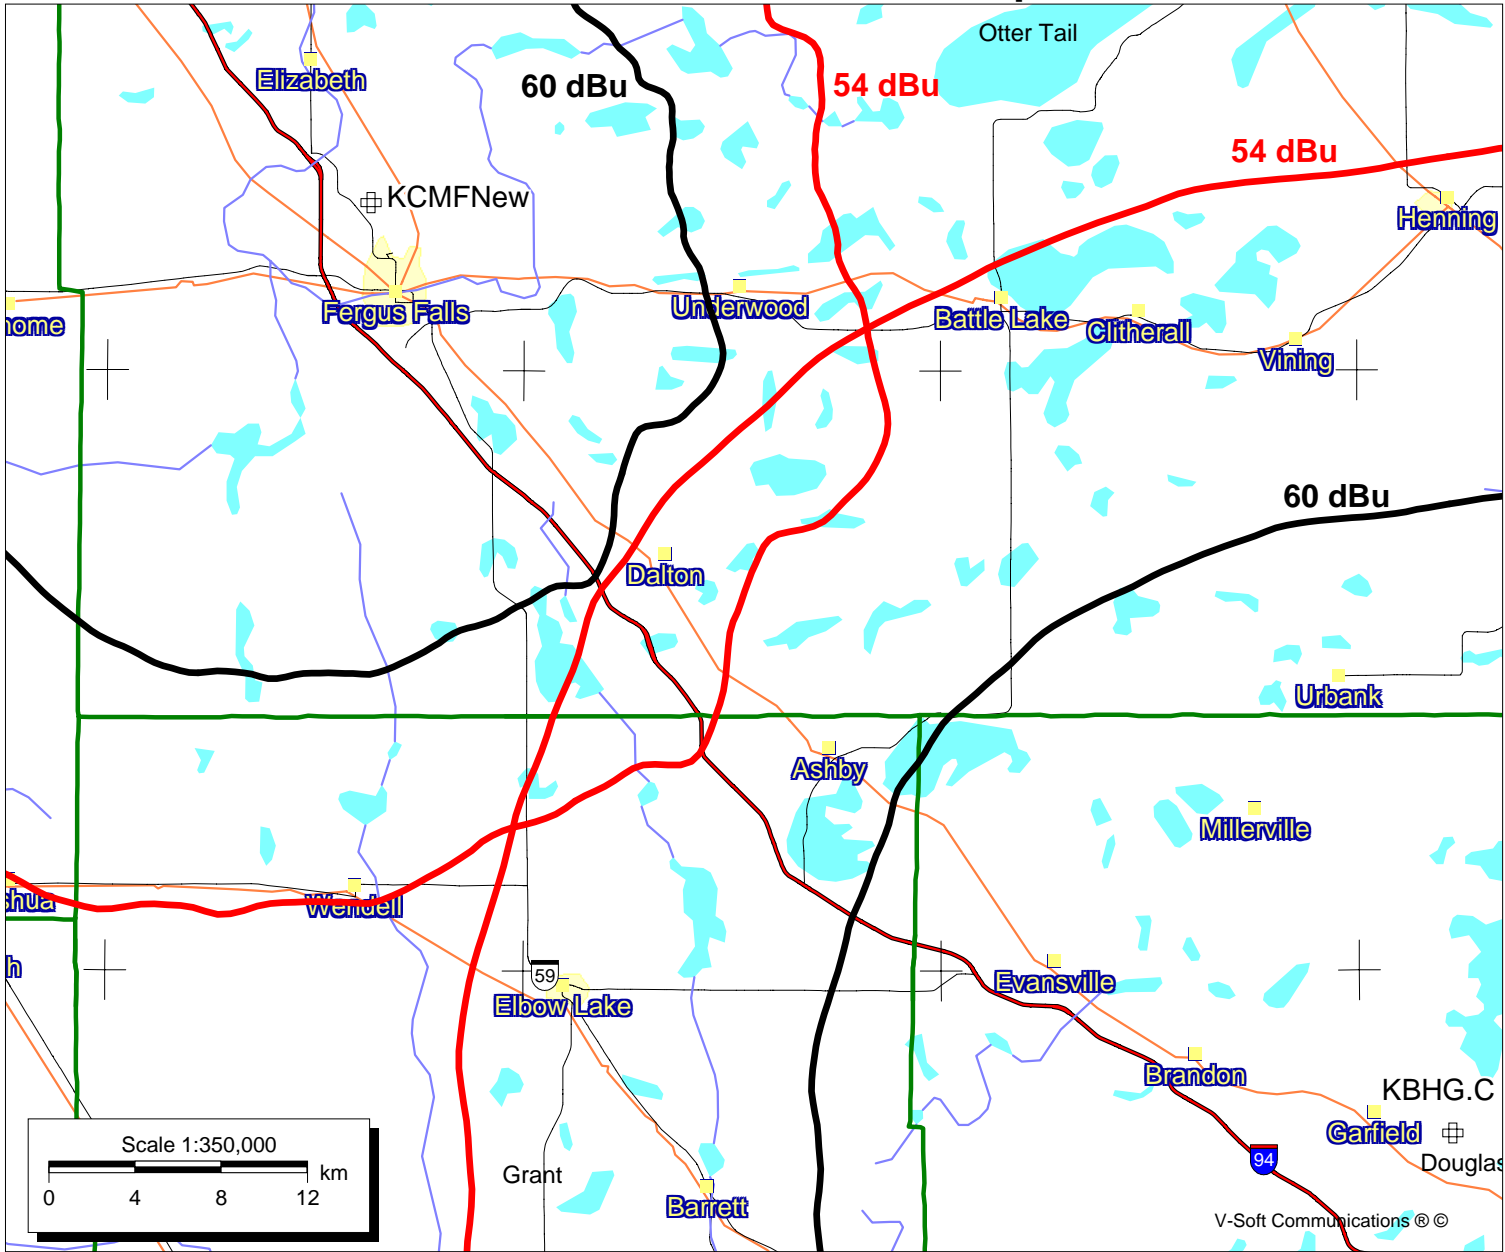 Otter Tail
Elizabeth
60 dBu
54 dBu
54 dBu
KCMFNew
Henning
Underwood
Fergus Falls
Battle Lake
Clitherall
nome
Vining
60 dBu
Dalton
Urbank
Ashby
Millerville
shua
Wendell
h
59
Evansville
Elbow Lake
Brandon
KBHG.C
Garfield
Scale 1:350,000
km
0 4 8 12
94
Douglas
Grant
Barrett
V-Soft Communications ® ©